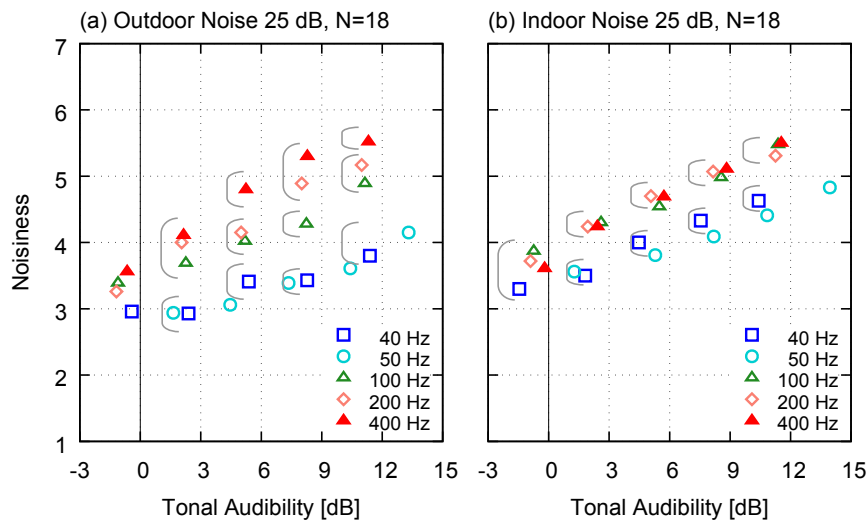 (a) Outdoor Noise 25 dB, N=18
(b) Indoor Noise 25 dB, N=18
7
6
5
4
3
2
1
Noisiness
40 Hz
50 Hz
100 Hz
200 Hz
400 Hz
40 Hz
50 Hz
100 Hz
200 Hz
400 Hz
-3 0 3 6 9 12 15
-3 0 3 6 9 12 15
Tonal Audibility [dB]
Tonal Audibility [dB]